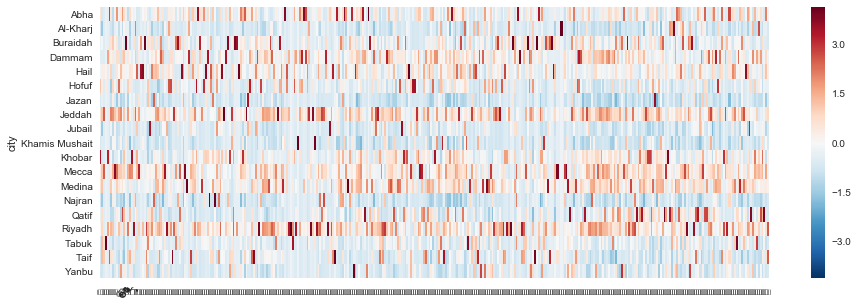 Abha
Al-Kharj
Buraidah
Dammam
Hail
Hofuf
Jazan
Jeddah
Jubail
Khamis Mushait
Khobar
Mecca
Medina
Najran
Qatif
Riyadh
Tabuk
Taif
Yanbu
city
3.0
1.5
0.0
−1.5
−3.0